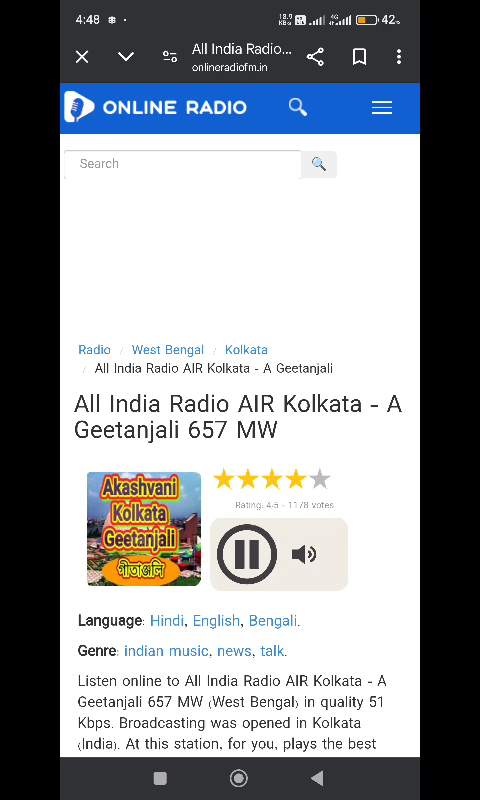 4:48 18.9 KB/s 4G 42%
All India Radio...
onlineradiofm.in
ONLINE RADIO
Search
Radio / West Bengal / Kolkata
/ All India Radio AIR Kolkata - A Geetanjali
All India Radio AIR Kolkata - A
Geetanjali 657 MW
Akashvani
Kolkata
Geetanjali
গীতাঞ্জলি
Rating: 4.5 - 1178 votes
Language: Hindi, English, Bengali.
Genre: indian music, news, talk.
Listen online to All India Radio AIR Kolkata - A
Geetanjali 657 MW (West Bengal) in quality 51
Kbps. Broadcasting was opened in Kolkata
(India). At this station, for you, plays the best